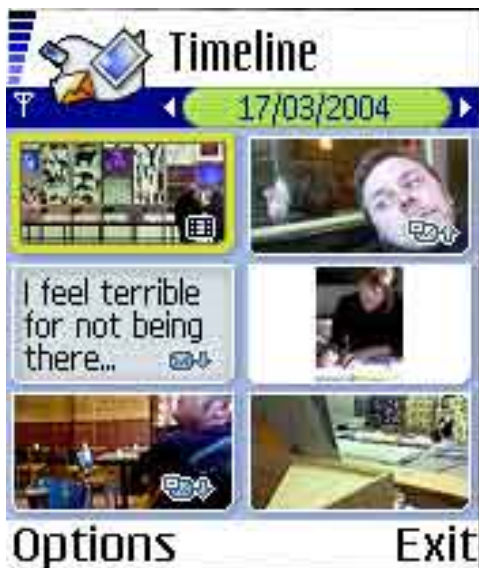 Timeline
17/03/2004
I feel terrible
for not being
there...
Options
Exit